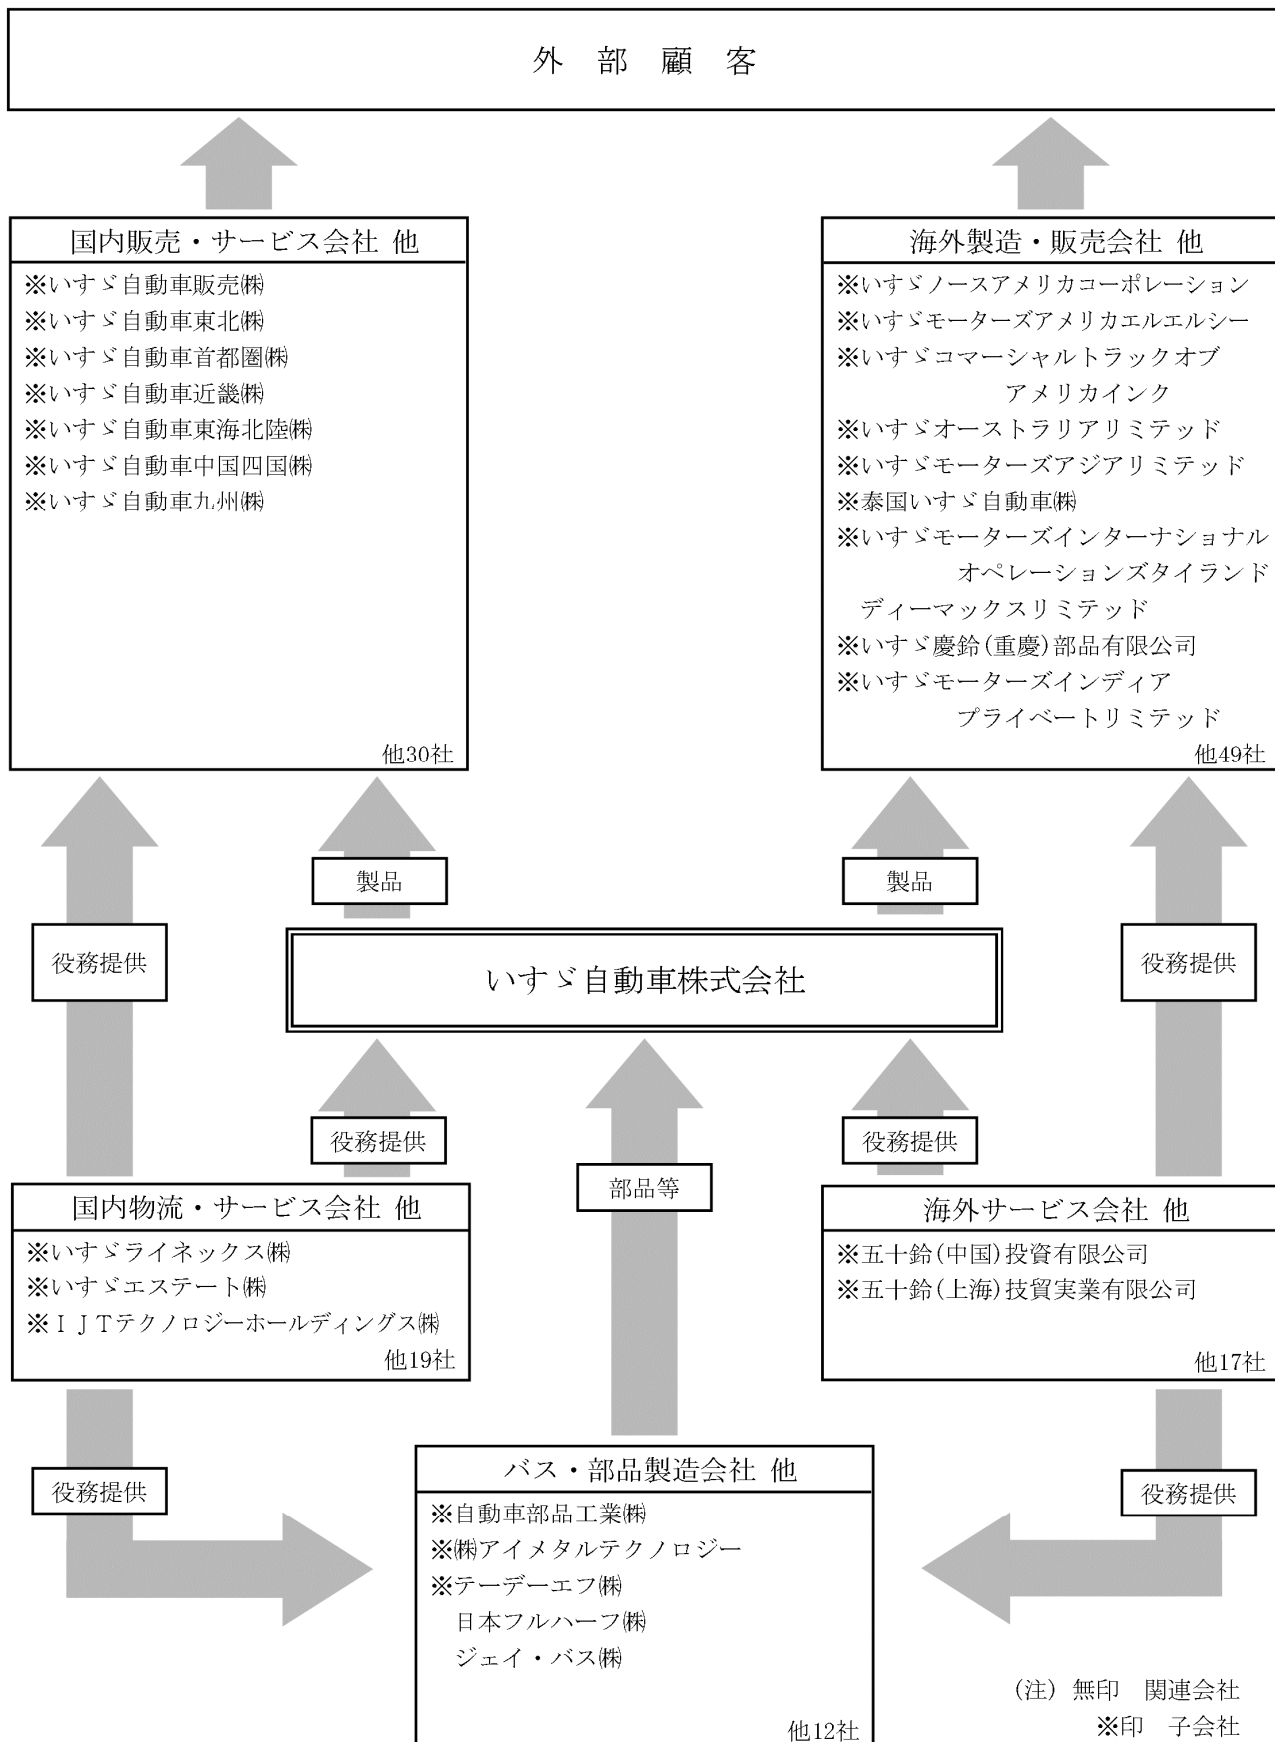 外部顧客
国内販売・サービス会社 他
※いすゞ自動車販売㈱
※いすゞ自動車東北㈱
※いすゞ自動車首都圏㈱
※いすゞ自動車近畿㈱
※いすゞ自動車東海北陸㈱
※いすゞ自動車中国四国㈱
※いすゞ自動車九州㈱
他30社
海外製造・販売会社 他
※いすゞノースアメリカコーポレーション
※いすゞモーターズアメリカエルエルシー
※いすゞコマーシャルトラックオブ
アメリカインク
※いすゞオーストラリアリミテッド
※いすゞモーターズアジアリミテッド
※泰国いすゞ自動車㈱
※いすゞモーターズインターナショナル
オペレーションズタイランド
ディーマックスリミテッド
※いすゞ慶鈴(重慶)部品有限公司
※いすゞモーターズインディア
プライベートリミテッド
他49社
製品
製品
役務提供
いすゞ自動車株式会社
役務提供
役務提供
部品等
役務提供
国内物流・サービス会社 他
※いすゞライネックス㈱
※いすゞエステート㈱
※ＩＪＴテクノロジーホールディングス㈱
他19社
海外サービス会社 他
※五十鈴(中国)投資有限公司
※五十鈴(上海)技貿実業有限公司
他17社
役務提供
役務提供
バス・部品製造会社 他
※自動車部品工業㈱
※㈱アイメタルテクノロジー
※テーデーエフ㈱
日本フルハーフ㈱
ジェイ・バス㈱
他12社
(注) 無印　関連会社
※印　子会社